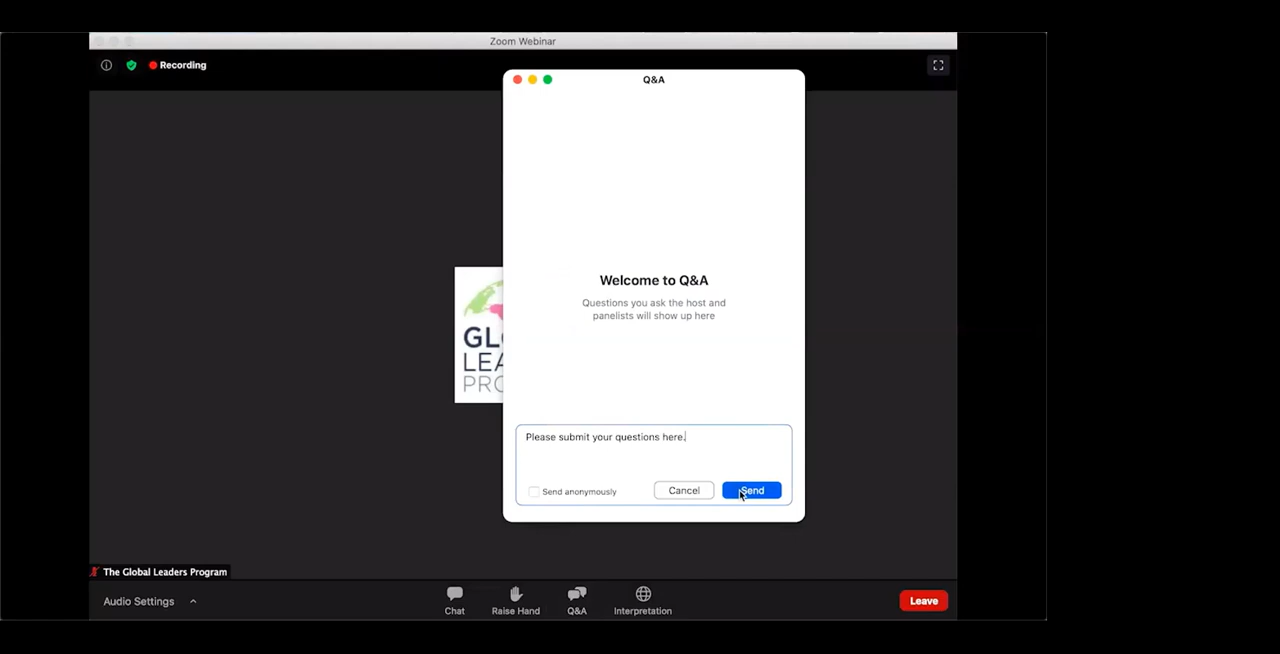 Zoom Webinar
Recording
Q&A
GL
LEA
PRO
Welcome to Q&A
Questions you ask the host and
panelists will show up here
Please submit your questions here.
Send anonymously
Cancel
Send
The Global Leaders Program
Audio Settings
Chat
Raise Hand
Q&A
Interpretation
Leave